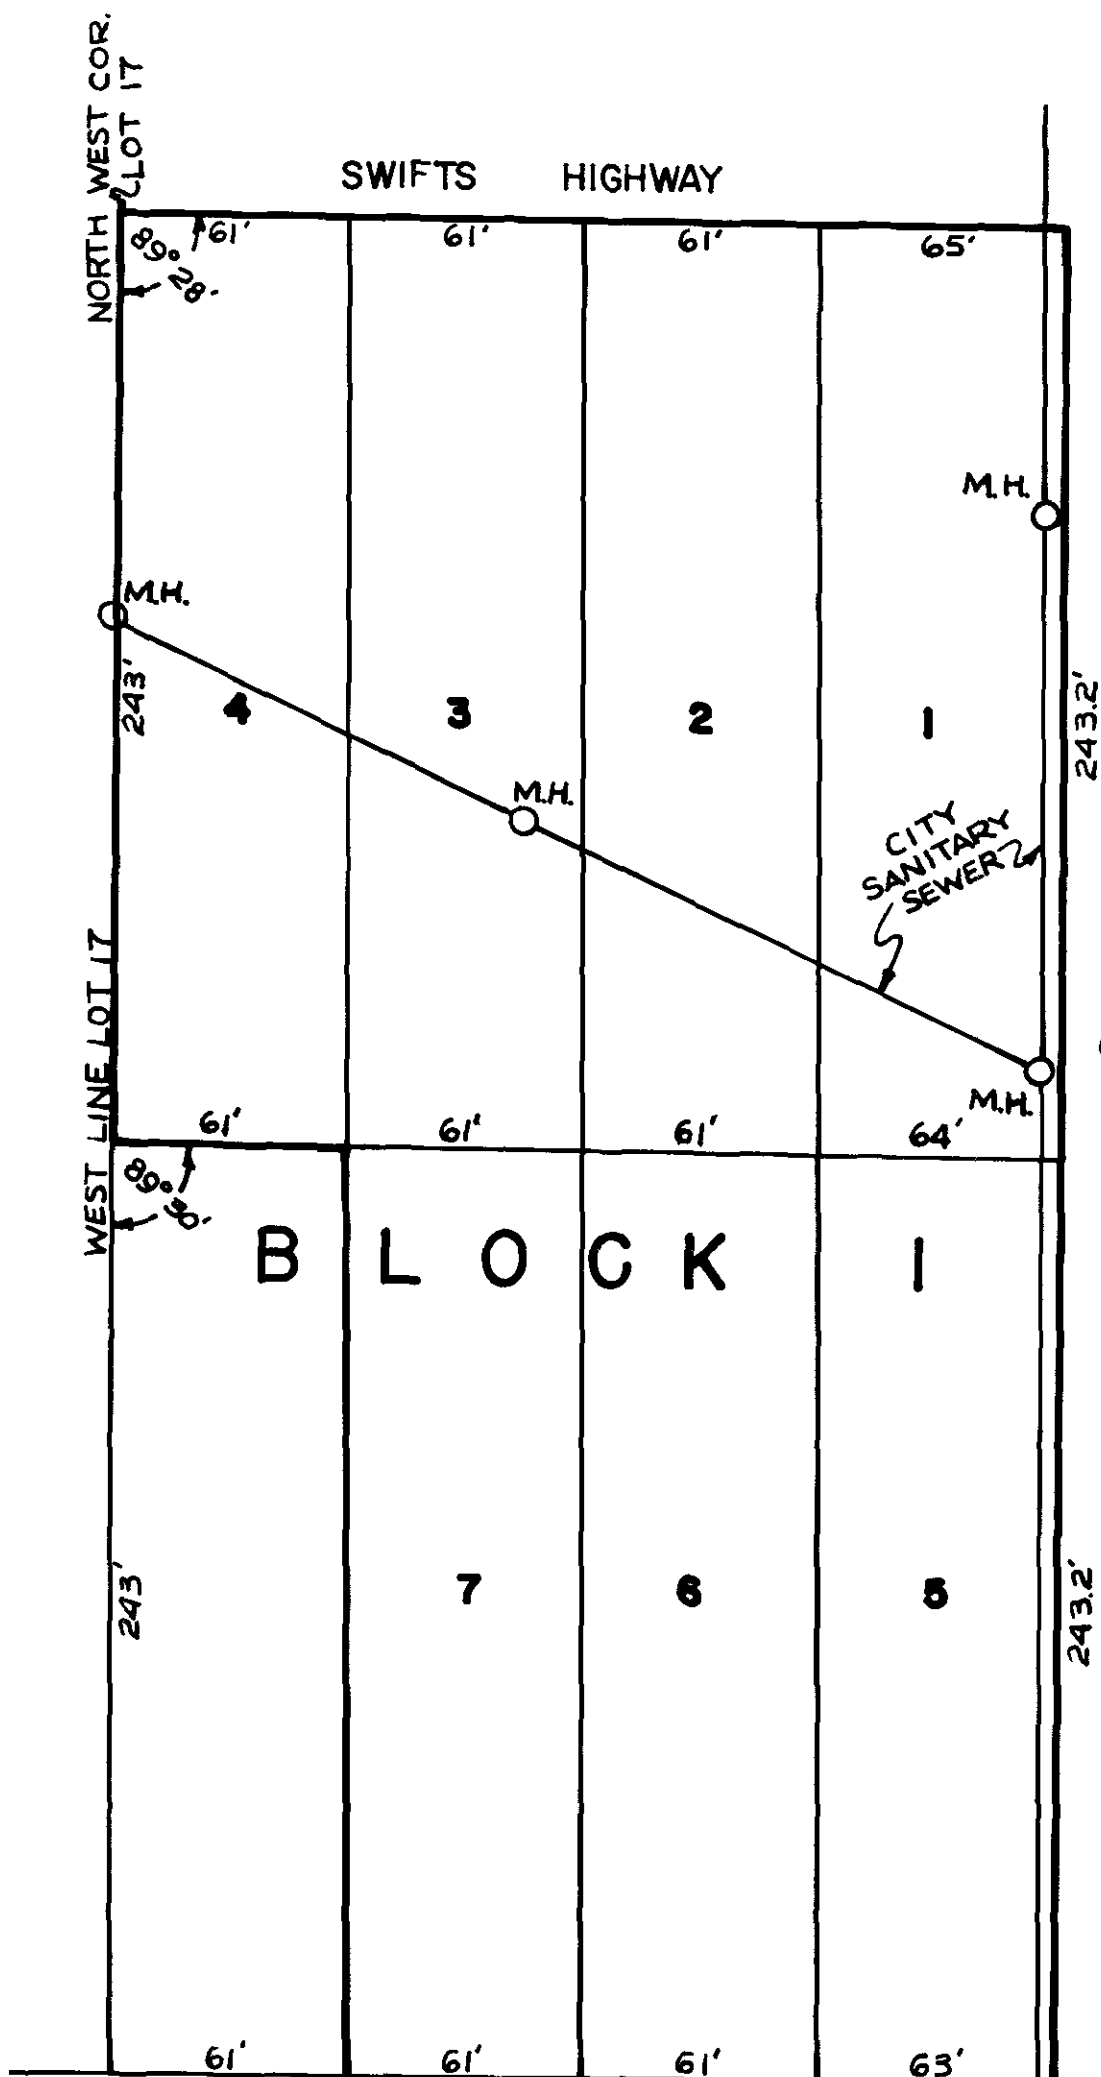 NORTH WEST COR.
LOT 17
SWIFTS HIGHWAY
61' 61' 61' 65'
89° 28'
M.H.
M.H.
243'
4 3 2 1
243.2'
M.H.
CITY
SANITARY
SEWER
WEST LINE LOT 17
M.H.
61' 61' 61' 64'
89° 30'
BLOCK 1
243'
7 6 5
243.2'
61' 61' 61' 63'